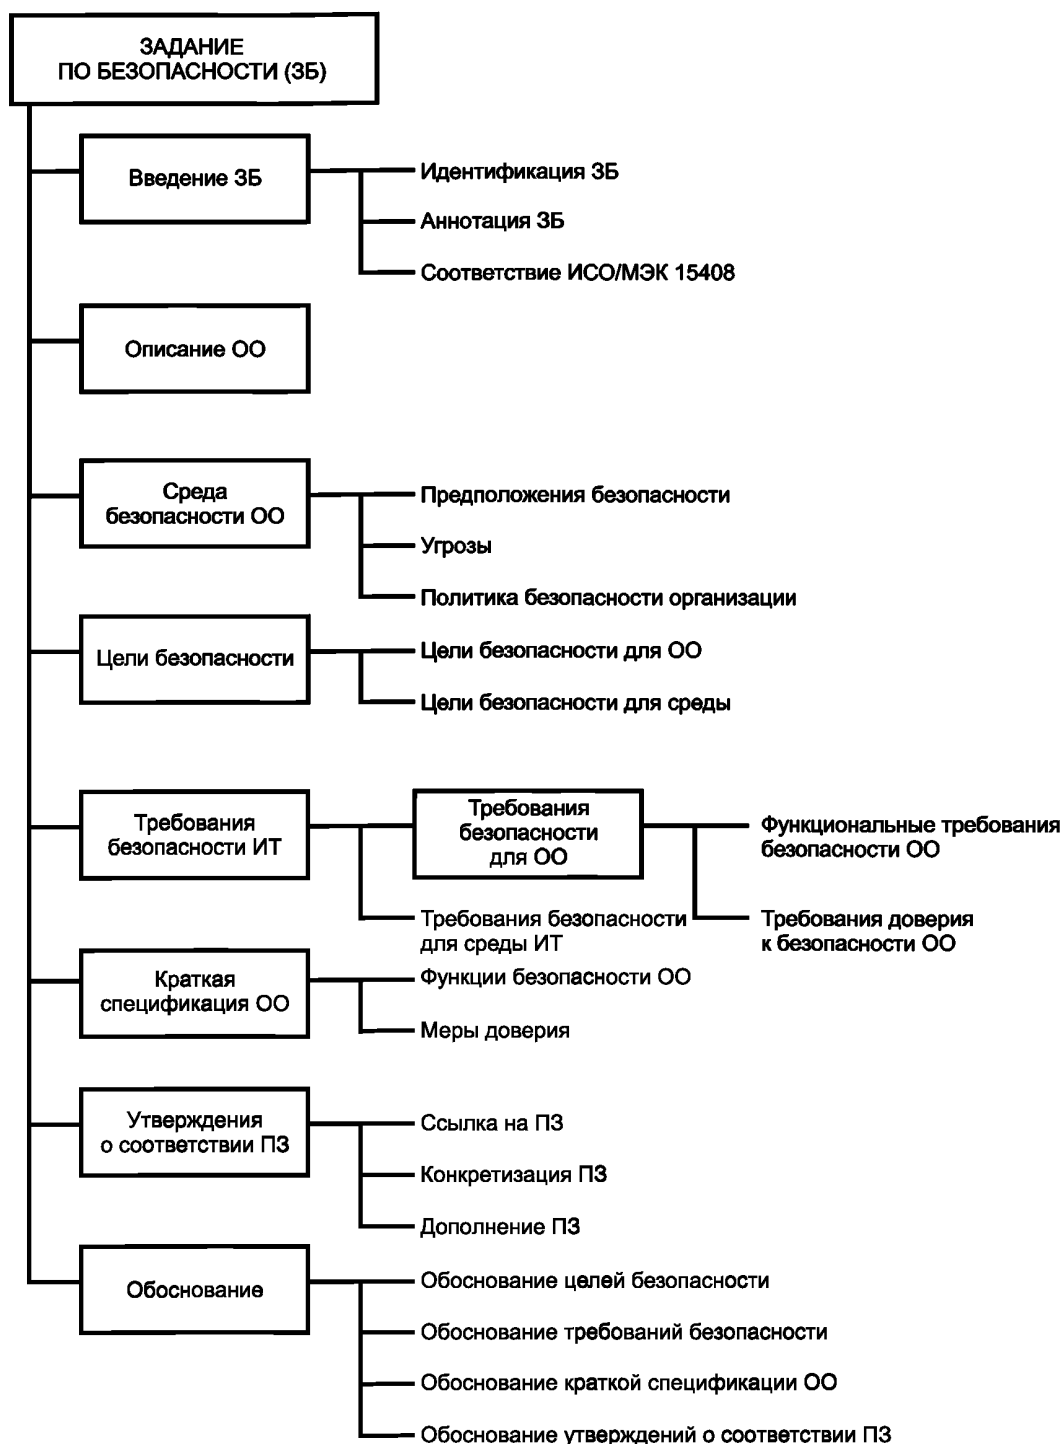 ЗАДАНИЕ
ПО БЕЗОПАСНОСТИ (ЗБ)
Введение ЗБ
Идентификация ЗБ
Аннотация ЗБ
Соответствие ИСО/МЭК 15408
Описание ОО
Среда
безопасности ОО
Предположения безопасности
Угрозы
Политика безопасности организации
Цели безопасности
Цели безопасности для ОО
Цели безопасности для среды
Требования
безопасности ИТ
Требования
безопасности
для ОО
Функциональные требования
безопасности ОО
Требования доверия
к безопасности ОО
Требования безопасности
для среды ИТ
Краткая
спецификация ОО
Функции безопасности ОО
Меры доверия
Утверждения
о соответствии ПЗ
Ссылка на ПЗ
Конкретизация ПЗ
Дополнение ПЗ
Обоснование
Обоснование целей безопасности
Обоснование требований безопасности
Обоснование краткой спецификации ОО
Обоснование утверждений о соответствии ПЗ